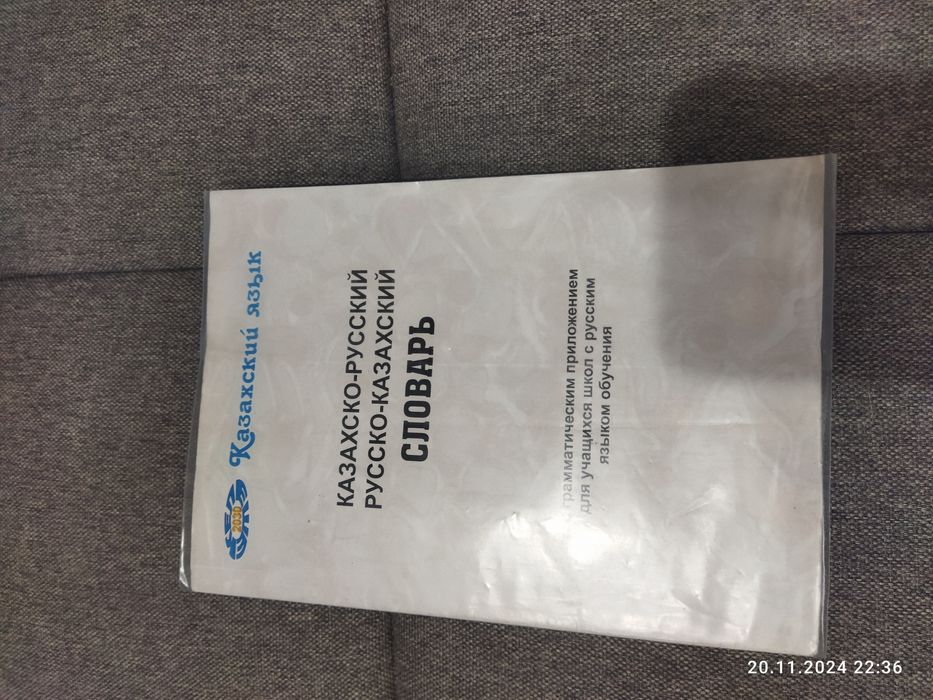 Казахский язык
2030
КАЗАХСКО-РУССКИЙ
РУССКО-КАЗАХСКИЙ
СЛОВАРЬ
грамматическим приложением
для учащихся школ с русским
языком обучения
20.11.2024 22:36